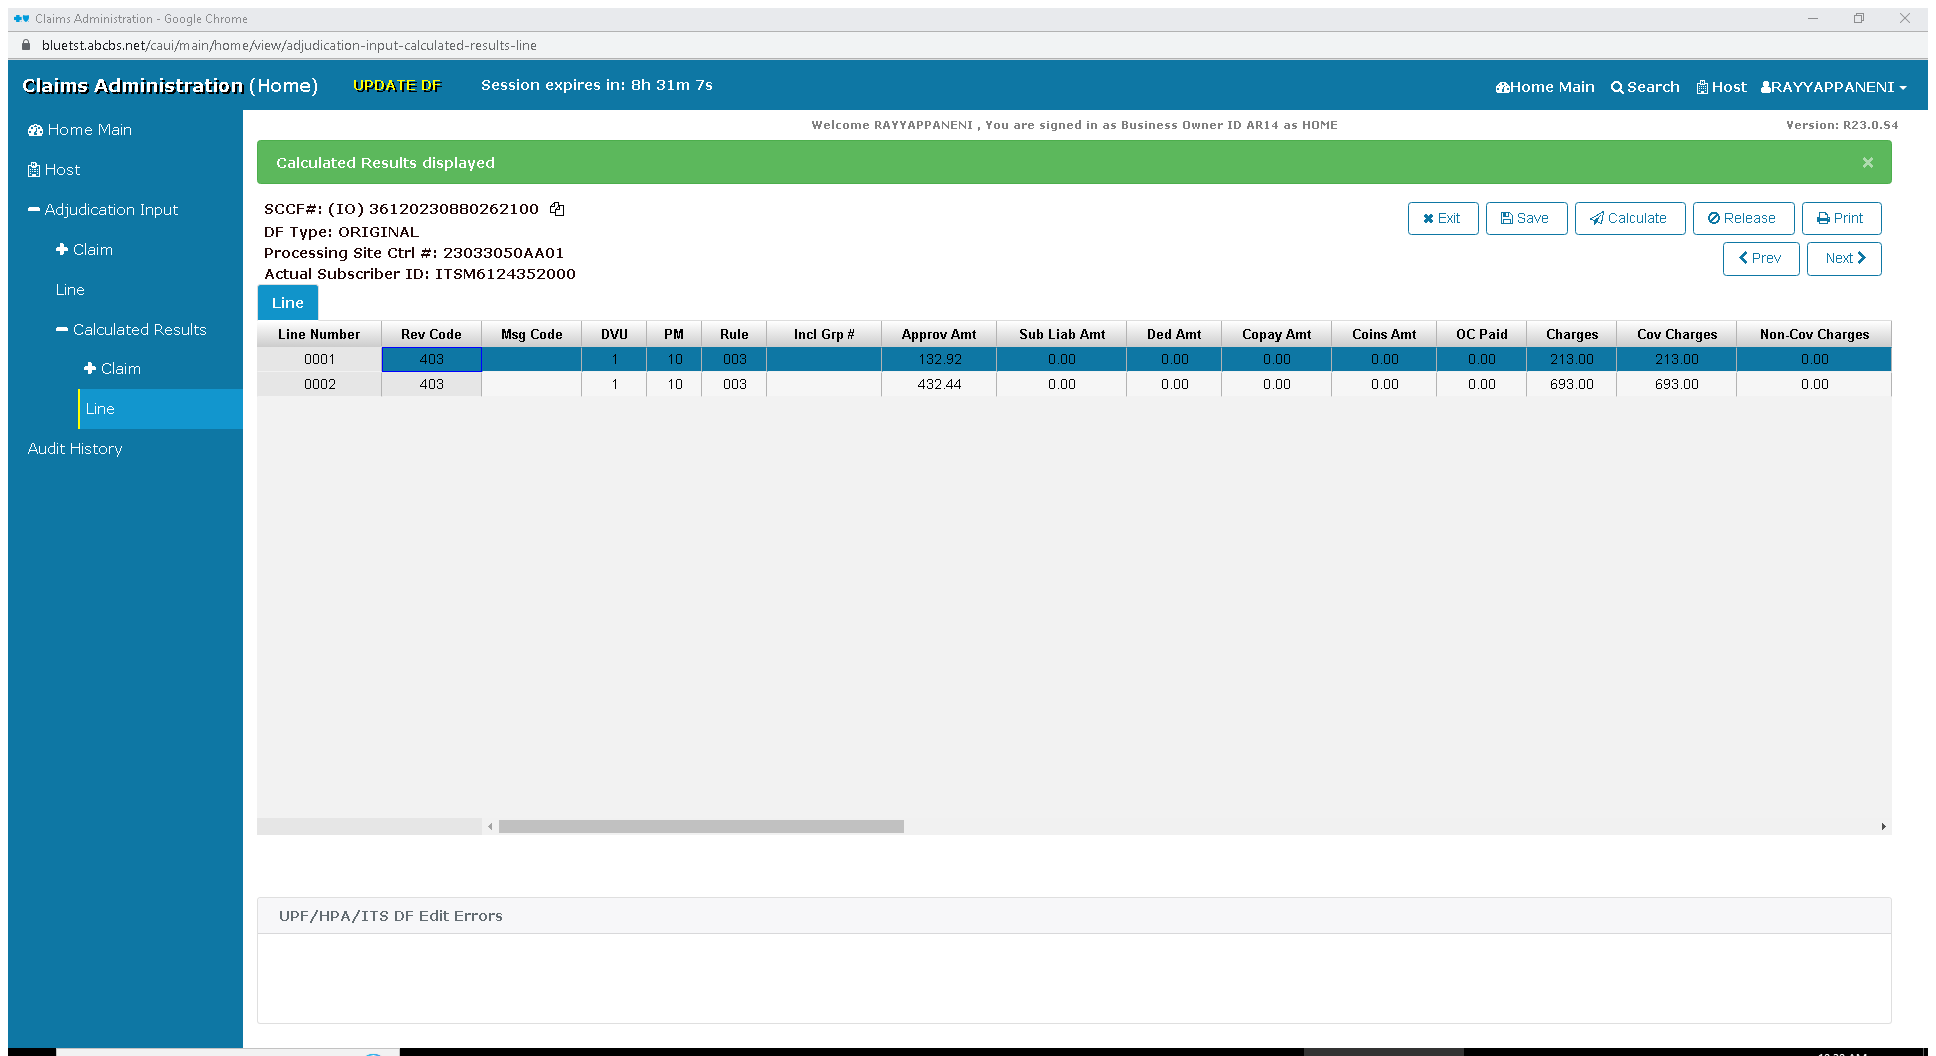 Claims Administration - Google Chrome
bluetst.abcbs.net/caui/main/home/view/adjudication-input-calculated-results-line
Claims Administration (Home) UPDATE DF Session expires in: 8h 31m 7s Home Main Search Host RAYYAPPANENI
Welcome RAYYAPPANENI , You are signed in as Business Owner ID AR14 as HOME Version: R23.0.S4
Home Main
Host
Adjudication Input
Claim
Line
Calculated Results
Claim
Line
Audit History
Calculated Results displayed ×
SCCF#: (IO) 36120230880262100
DF Type: ORIGINAL
Processing Site Ctrl #: 23033050AA01
Actual Subscriber ID: ITSM6124352000
Exit Save Calculate Release Print
Prev Next
Line
Line Number Rev Code Msg Code DVU PM Rule Incl Grp # Approv Amt Sub Liab Amt Ded Amt Copay Amt Coins Amt OC Paid Charges Cov Charges Non-Cov Charges
0001 403 1 10 003 132.92 0.00 0.00 0.00 0.00 0.00 213.00 213.00 0.00
0002 403 1 10 003 432.44 0.00 0.00 0.00 0.00 0.00 693.00 693.00 0.00
UPF/HPA/ITS DF Edit Errors